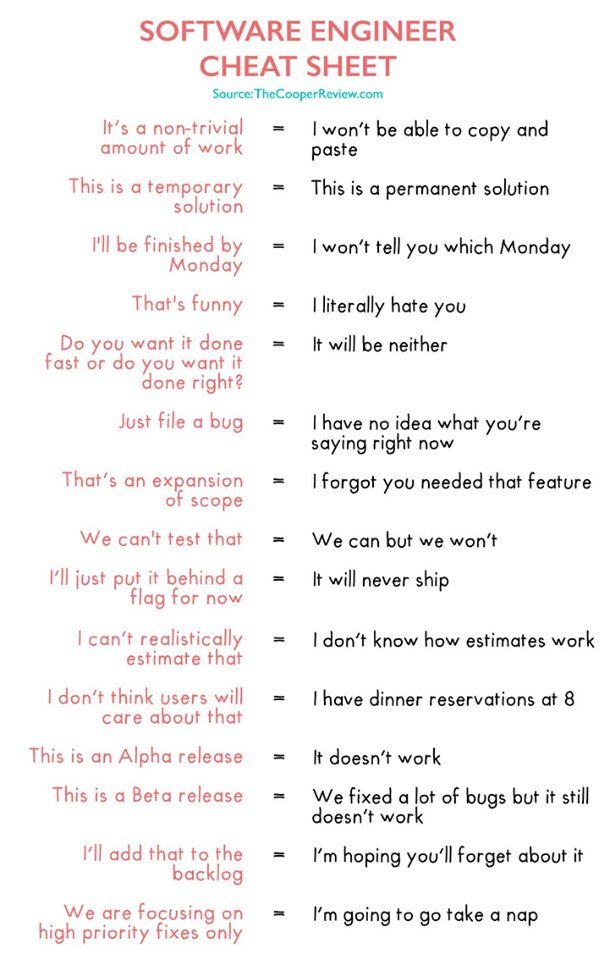 SOFTWARE ENGINEER
CHEAT SHEET
Source:TheCooperReview.com
It's a non-trivial = I won't be able to copy and
amount of work paste
This is a temporary = This is a permanent solution
solution
I'll be finished by = I won't tell you which Monday
Monday
That's funny = I literally hate you
Do you want it done = It will be neither
fast or do you want it
done right?
Just file a bug = I have no idea what you're
saying right now
That's an expansion = I forgot you needed that feature
of scope
We can't test that = We can but we won't
I'll just put it behind a = It will never ship
flag for now
I can't realistically = I don't know how estimates work
estimate that
I don't think users will = I have dinner reservations at 8
care about that
This is an Alpha release = It doesn't work
This is a Beta release = We fixed a lot of bugs but it still
doesn't work
I'll add that to the = I'm hoping you'll forget about it
backlog
We are focusing on = I'm going to go take a nap
high priority fixes only